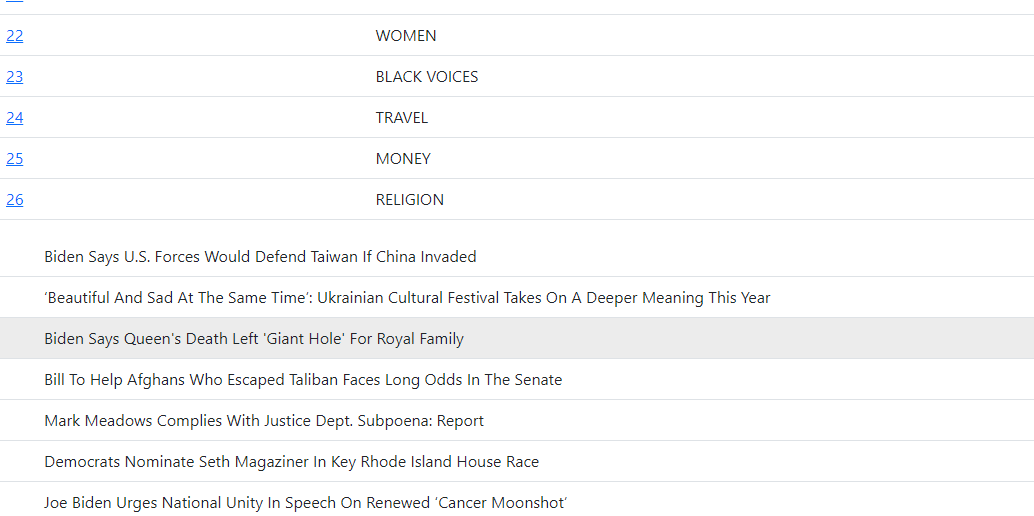 22 WOMEN
23 BLACK VOICES
24 TRAVEL
25 MONEY
26 RELIGION
Biden Says U.S. Forces Would Defend Taiwan If China Invaded
‘Beautiful And Sad At The Same Time’: Ukrainian Cultural Festival Takes On A Deeper Meaning This Year
Biden Says Queen's Death Left 'Giant Hole' For Royal Family
Bill To Help Afghans Who Escaped Taliban Faces Long Odds In The Senate
Mark Meadows Complies With Justice Dept. Subpoena: Report
Democrats Nominate Seth Magaziner In Key Rhode Island House Race
Joe Biden Urges National Unity In Speech On Renewed ‘Cancer Moonshot’